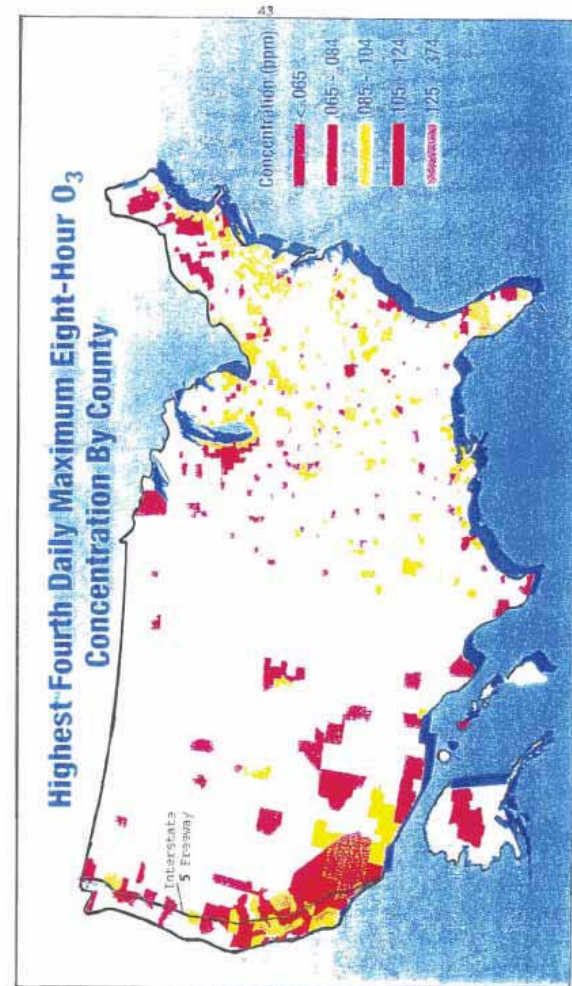 43
Highest Fourth Daily Maximum Eight-Hour O₃
Concentration By County
Concentration (ppm)
<.065
.065 - .084
.085 - .104
.105 - .124
.125 - .374
Interstate
5 Freeway